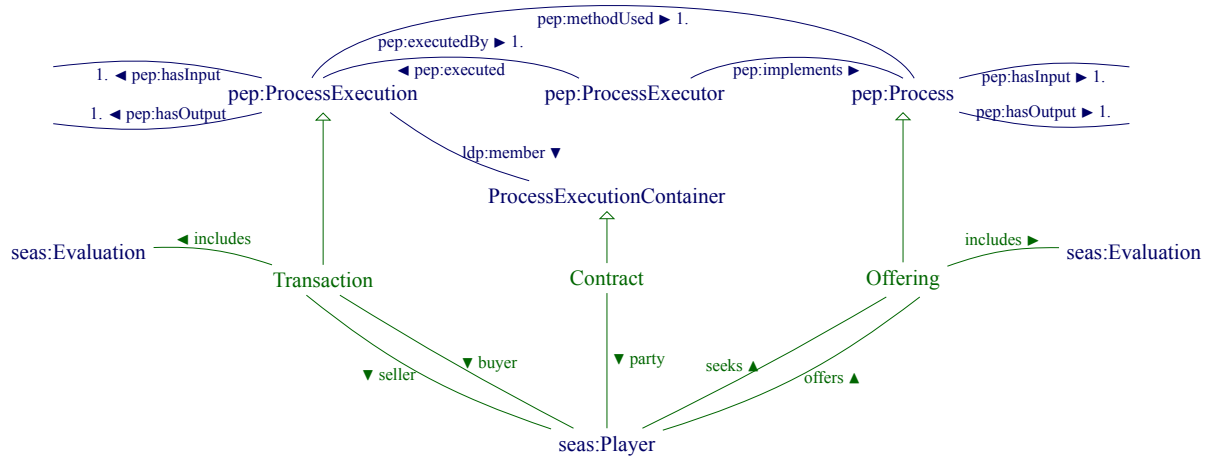 pep:methodUsed ► 1.
pep:executedBy ► 1.
1. ◄ pep:hasInput
◄ pep:executed
pep:implements ►
pep:hasInput ► 1.
pep:ProcessExecution
pep:ProcessExecutor
pep:Process
1. ◄ pep:hasOutput
pep:hasOutput ► 1.
ldp:member ▼
ProcessExecutionContainer
◄ includes
includes ►
seas:Evaluation
seas:Evaluation
Transaction
Contract
Offering
▼ buyer
▼ party
seeks ▲
▼ seller
offers ▲
seas:Player